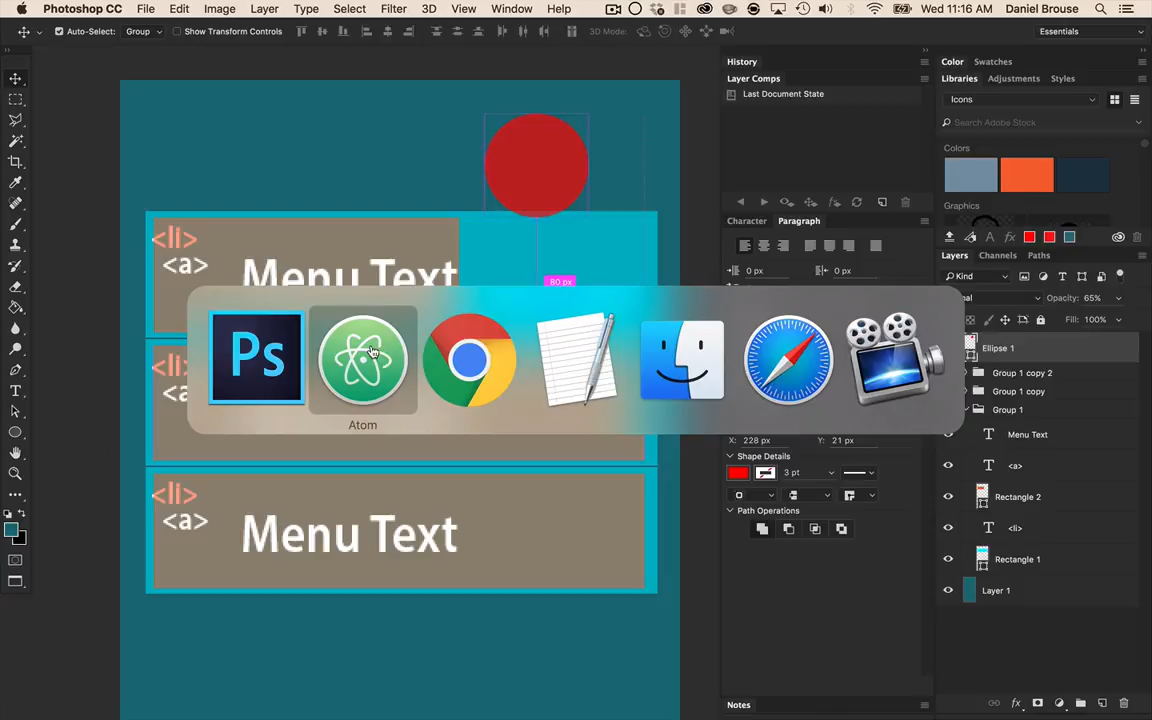 Photoshop CC File Edit Image Layer Type Select Filter 3D View Window Help Wed 11:16 AM Daniel Brouse
Auto-Select: Group Show Transform Controls 3D Mode: Essentials
History Color Swatches
Layer Comps Libraries Adjustments Styles
Last Document State Icons
Search Adobe Stock
Colors
Graphics
Character Paragraph
<li>
<a>
Menu Text
0 px 0 px
Layers Channels Paths
Kind
80 px
Opacity: 65%
Fill: 100%
Ps
Atom
Ellipse 1
Group 1 copy 2
Group 1 copy
Group 1
Menu Text
<a>
Rectangle 2
<li>
Rectangle 1
Layer 1
X: 228 px Y: 21 px
Shape Details
3 pt
Path Operations
<li>
<a>
Menu Text
Notes